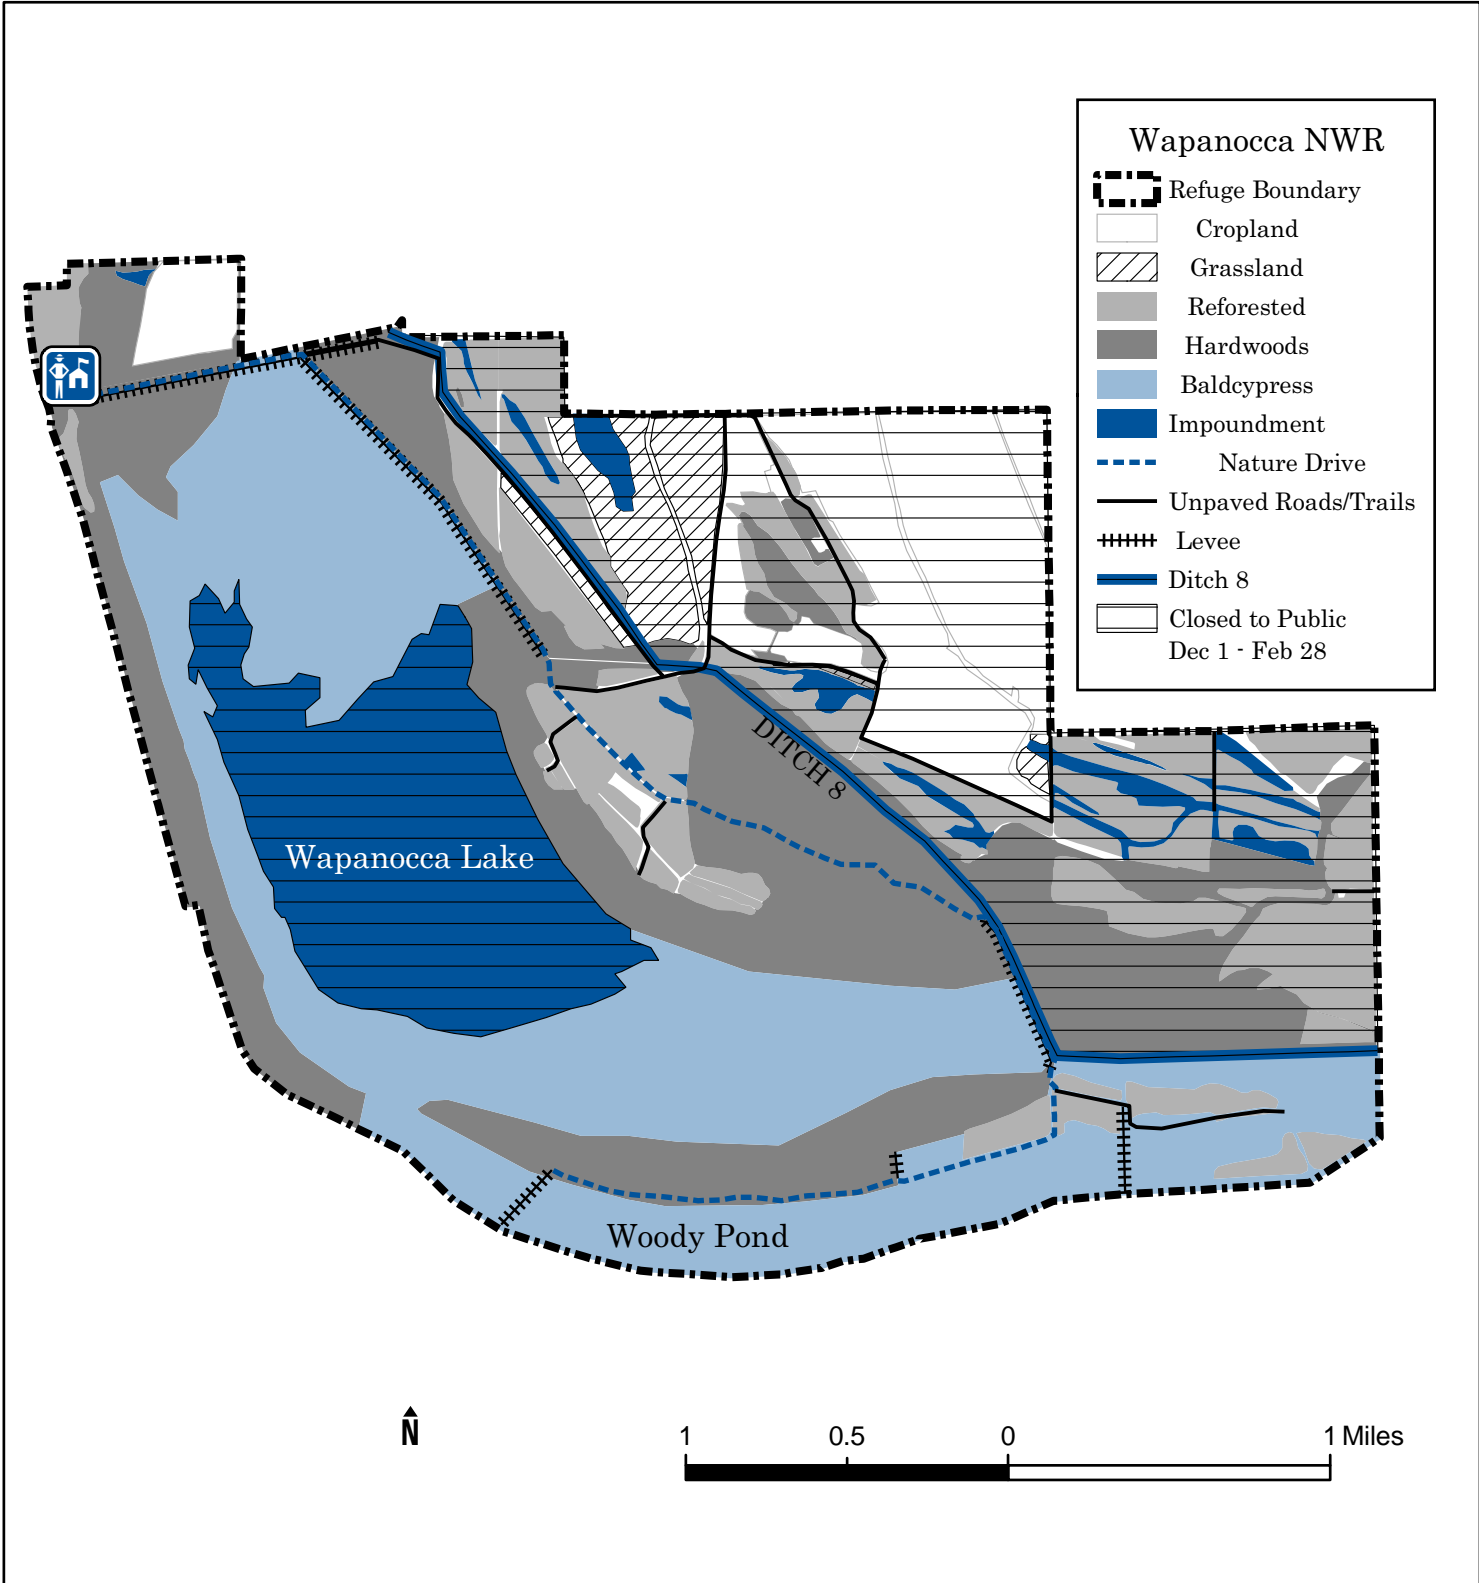 Wapanocca NWR
Refuge Boundary
Cropland
Grassland
Reforested
Hardwoods
Baldcypress
Impoundment
Nature Drive
Unpaved Roads/Trails
Levee
Ditch 8
Closed to Public
Dec 1 - Feb 28
DITCH 8
Wapanocca Lake
Woody Pond
N
1 0.5 0 1 Miles